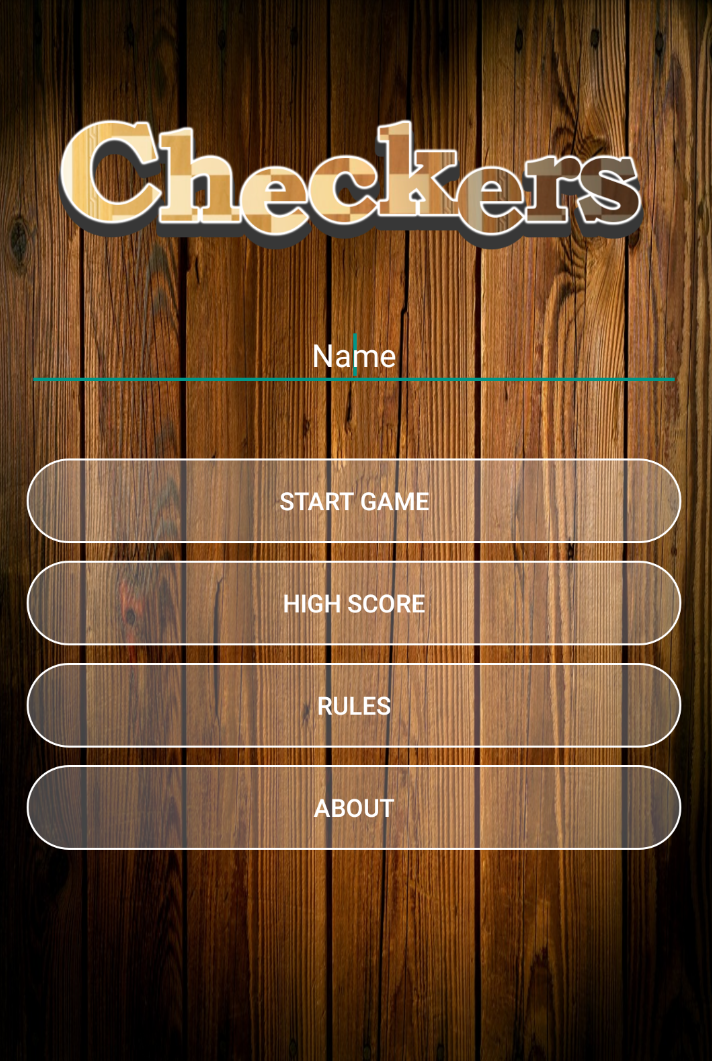 Checkers
Name
START GAME
HIGH SCORE
RULES
ABOUT